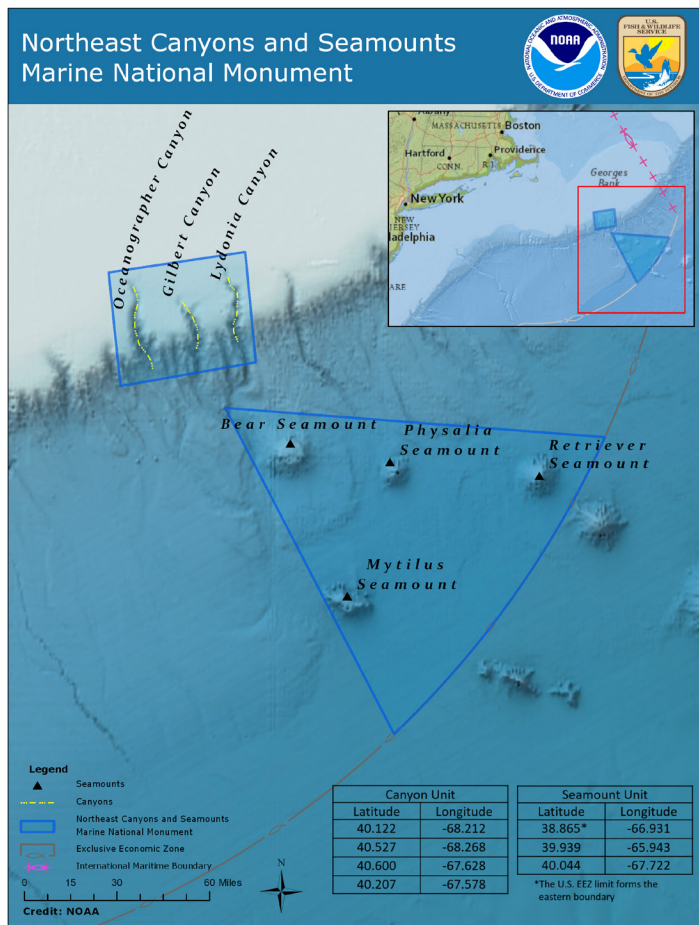 Northeast Canyons and Seamounts
Marine National Monument
NATIONAL OCEANIC AND ATMOSPHERIC ADMINISTRATION
NOAA
U.S. DEPARTMENT OF COMMERCE
U.S.
FISH & WILDLIFE
SERVICE
DEPARTMENT OF THE INTERIOR
Oceanographer Canyon
Gilbert Canyon
Lydonia Canyon
Albany
MASSACHUSETTS
Boston
Hartford
Providence
CONN.
R.I.
New York
NEW
JERSEY
ladelphia
ARE
Georges
Bank
Bear Seamount
Physalia
Seamount
Retriever
Seamount
Mytilus
Seamount
Legend
Seamounts
Canyons
Northeast Canyons and Seamounts
Marine National Monument
Exclusive Economic Zone
International Maritime Boundary
0 15 30 60 Miles
Credit: NOAA
N
Canyon Unit
Latitude Longitude
40.122 -68.212
40.527 -68.268
40.600 -67.628
40.207 -67.578
Seamount Unit
Latitude Longitude
38.865* -66.931
39.939 -65.943
40.044 -67.722
*The U.S. EEZ limit forms the
eastern boundary